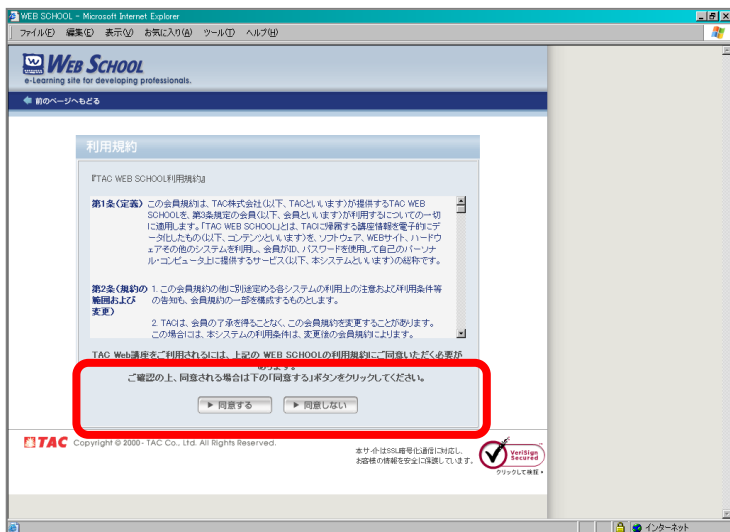 WEB SCHOOL - Microsoft Internet Explorer
ファイル(F) 編集(E) 表示(V) お気に入り(A) ツール(T) ヘルプ(H)
WEB SCHOOL
e-Learning site for developing professionals.
前のページへもどる
利用規約
『TAC WEB SCHOOL利用規約』
第1条(定義) この会員規約は、TAC株式会社(以下、TACといいます)が提供するTAC WEB
SCHOOLを、第3条規定の会員(以下、会員といいます)が利用するについての一切
に適用します。「TAC WEB SCHOOL」とは、TACに帰属する講座情報を電子的にデ
ータ化したもの(以下、コンテンツといいます)を、ソフトウェア、WEBサイト、ハードウ
ェアその他のシステムを利用し、会員がID、パスワードを使用して自己のパーソナ
ル・コンピュータ上に提供するサービス(以下、本システムといいます)の総称です。
第2条(規約の 1. この会員規約の他に別途定める各システムの利用上の注意および利用条件等
範囲および の告知も、会員規約の一部を構成するものとします。
変更)
2. TACは、会員の了承を得ることなく、この会員規約を変更することがあります。
この場合には、本システムの利用条件は、変更後の会員規約によります。
TAC Web講座をご利用されるには、上記の WEB SCHOOLの利用規約にご同意いただく必要が
あります。
ご確認の上、同意される場合は下の「同意する」ボタンをクリックしてください。
同意する 同意しない
TAC Copyright © 2000- TAC Co., Ltd. All Rights Reserved.
本サイトはSSL暗号化通信に対応し、
お客様の情報を安全に保護しています。
VeriSign
Secured
クリックして検証
インターネット